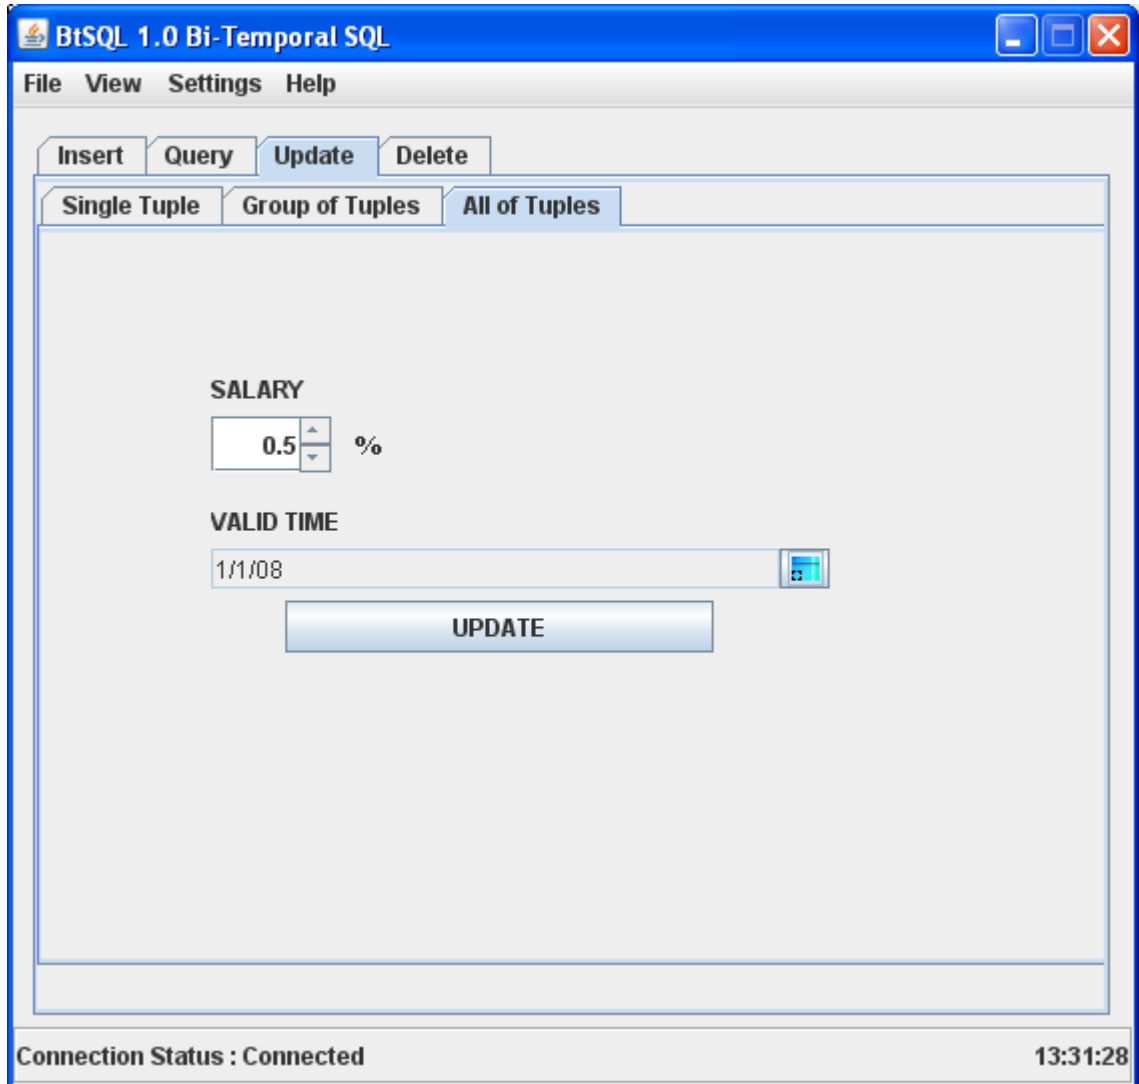 BtSQL 1.0 Bi-Temporal SQL
File View Settings Help
Insert Query Update Delete
Single Tuple Group of Tuples All of Tuples
SALARY
0.5 %
VALID TIME
1/1/08
UPDATE
Connection Status : Connected 13:31:28